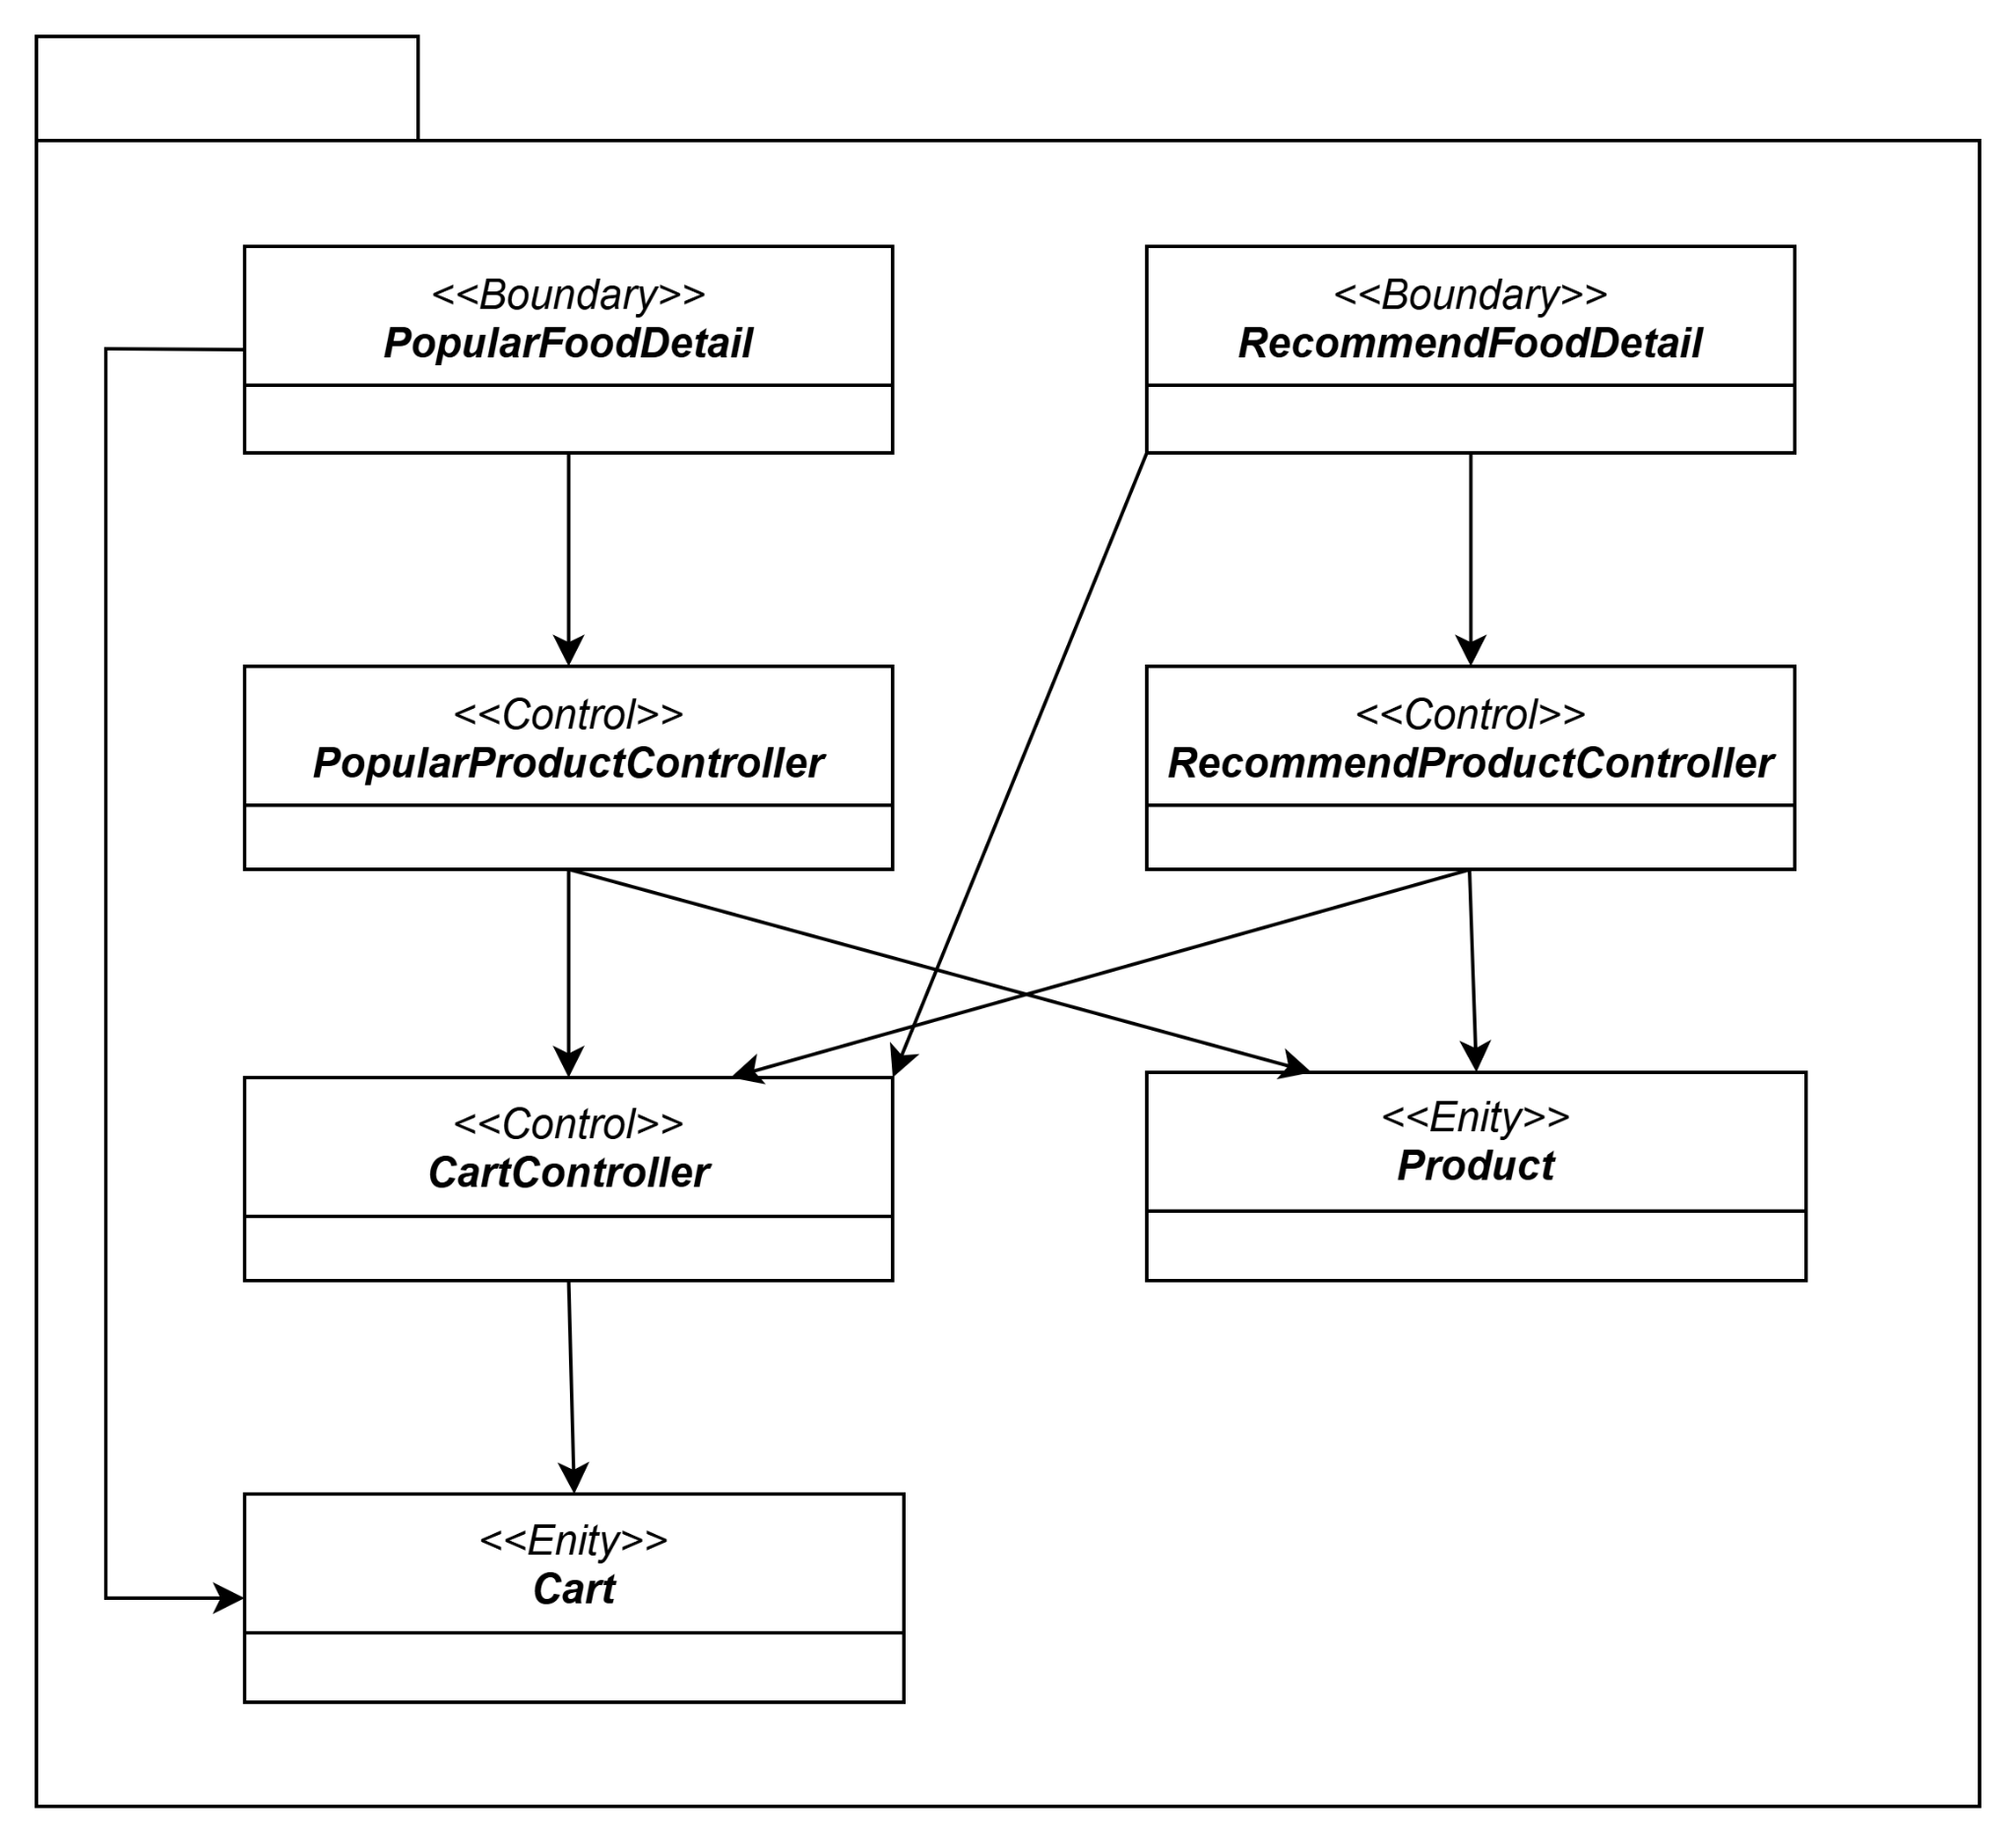 <<Boundary>>
PopularFoodDetail
<<Boundary>>
RecommendFoodDetail
<<Control>>
PopularProductController
<<Control>>
RecommendProductController
<<Control>>
CartController
<<Enity>>
Product
<<Enity>>
Cart